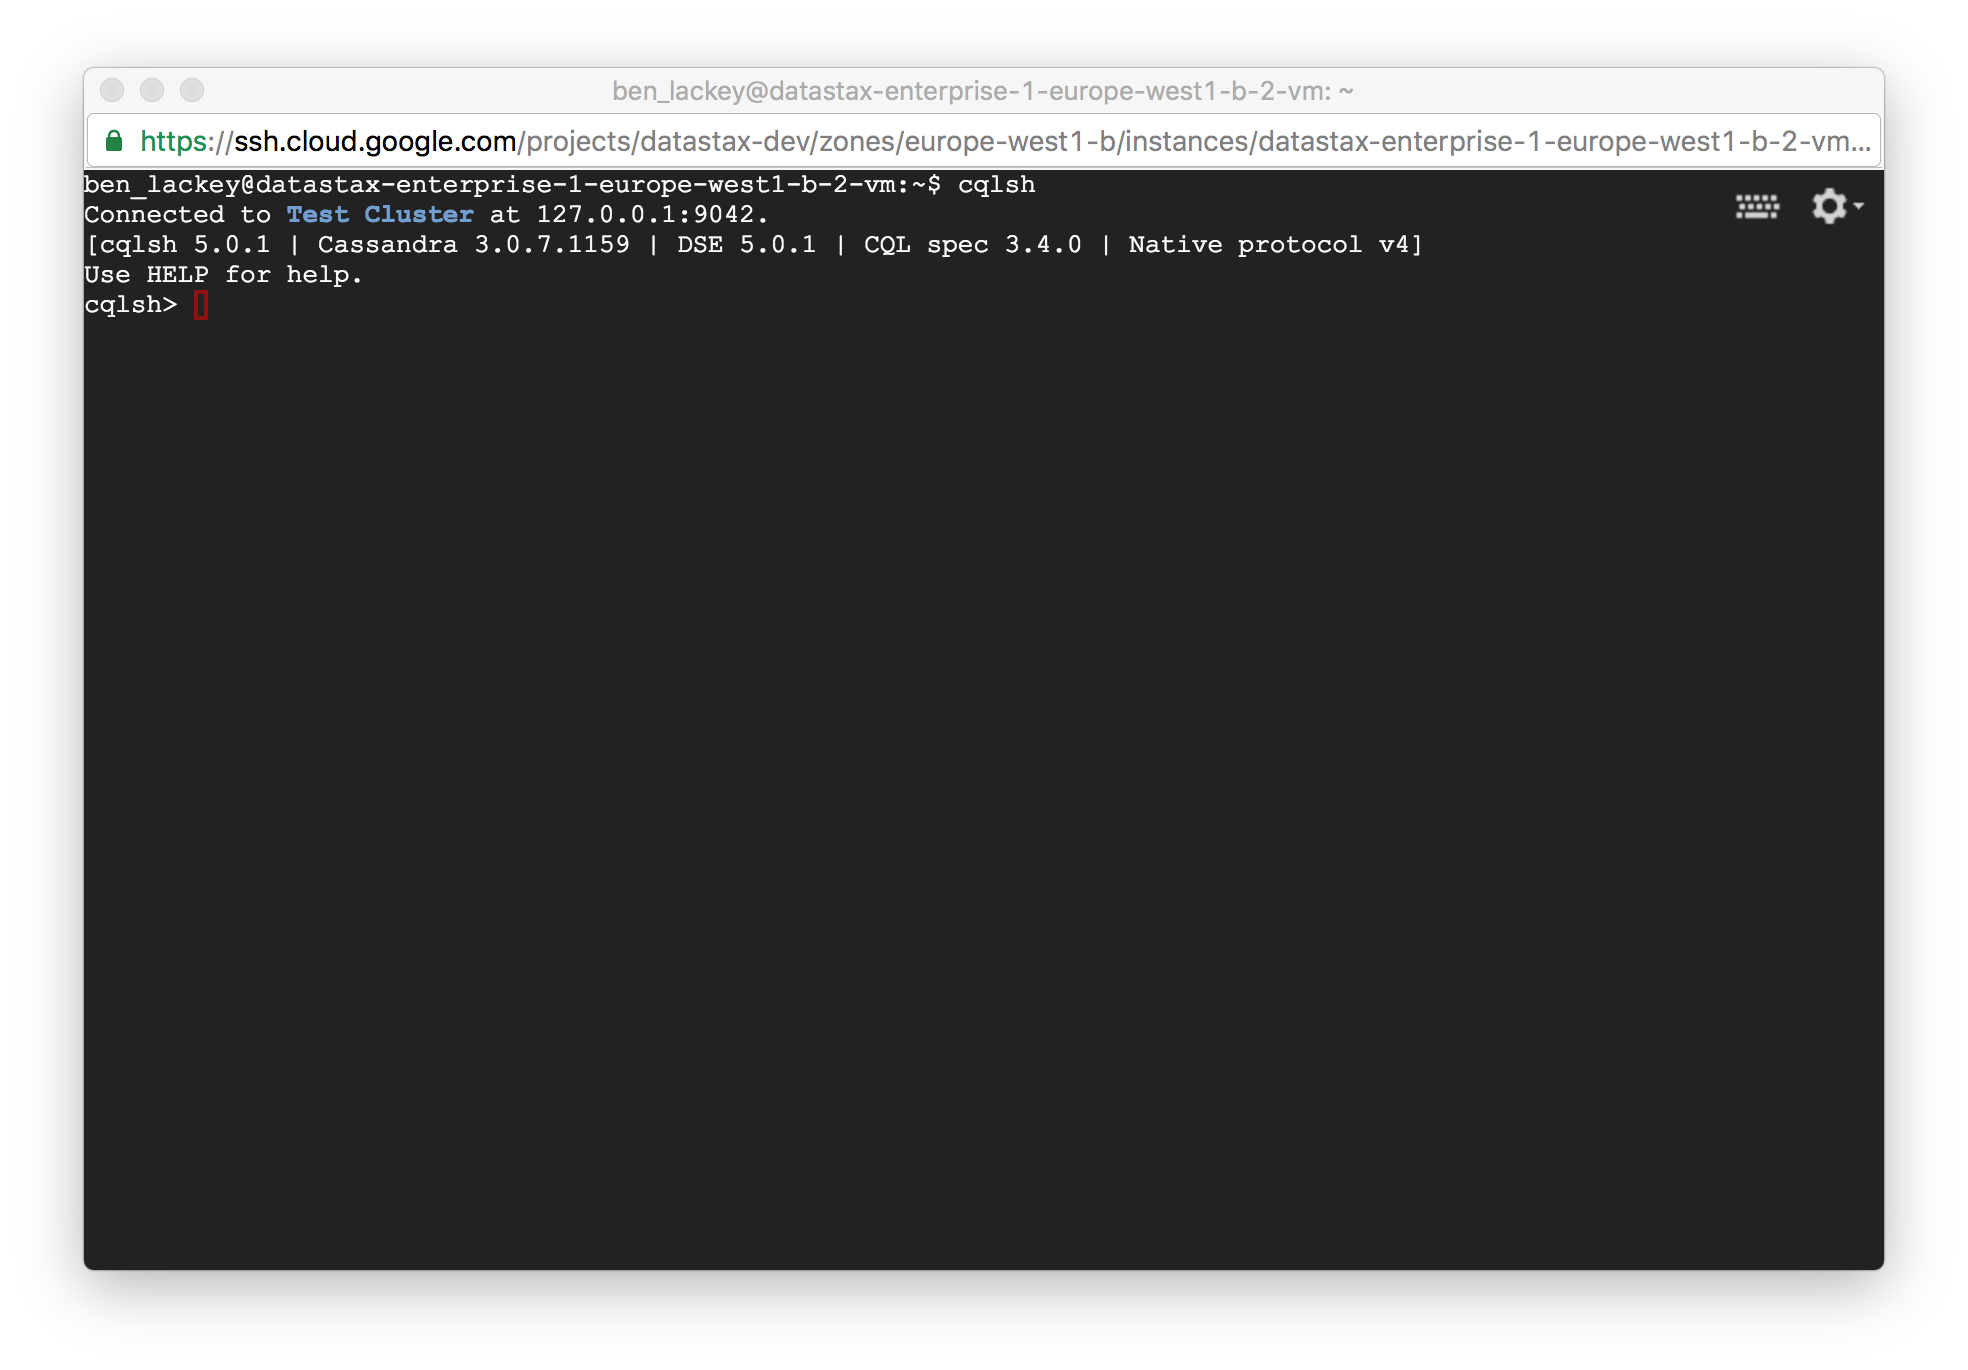 ben_lackey@datastax-enterprise-1-europe-west1-b-2-vm: ~
https://ssh.cloud.google.com/projects/datastax-dev/zones/europe-west1-b/instances/datastax-enterprise-1-europe-west1-b-2-vm...
ben_lackey@datastax-enterprise-1-europe-west1-b-2-vm:~$ cqlsh
Connected to Test Cluster at 127.0.0.1:9042.
[cqlsh 5.0.1 | Cassandra 3.0.7.1159 | DSE 5.0.1 | CQL spec 3.4.0 | Native protocol v4]
Use HELP for help.
cqlsh>